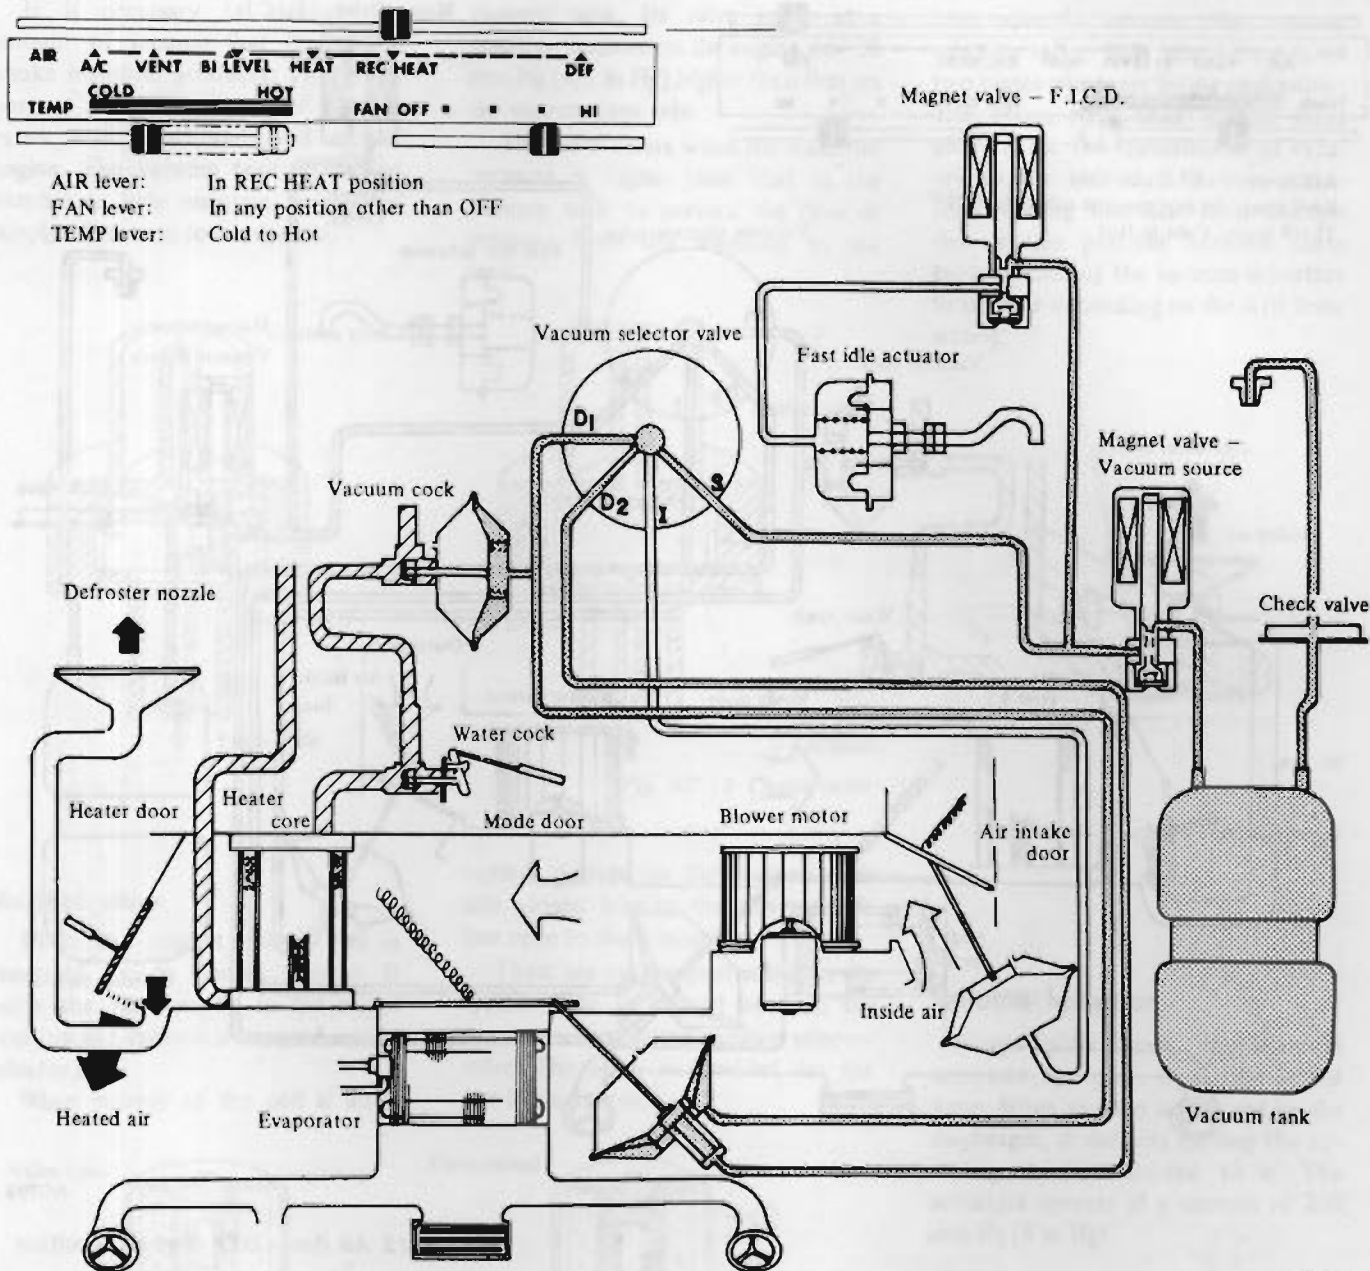 AIR A/C VENT BI LEVEL HEAT REC HEAT DEF
COLD HOT
TEMP FAN OFF HI
AIR lever: In REC HEAT position
FAN lever: In any position other than OFF
TEMP lever: Cold to Hot
Magnet valve – F.I.C.D.
Vacuum selector valve
Fast idle actuator
D1
D2
I
S
Magnet valve –
Vacuum source
Vacuum cock
Check valve
Defroster nozzle
Water cock
Heater door
Heater
core
Mode door
Blower motor
Air intake
door
Inside air
Heated air
Evaporator
Vacuum tank